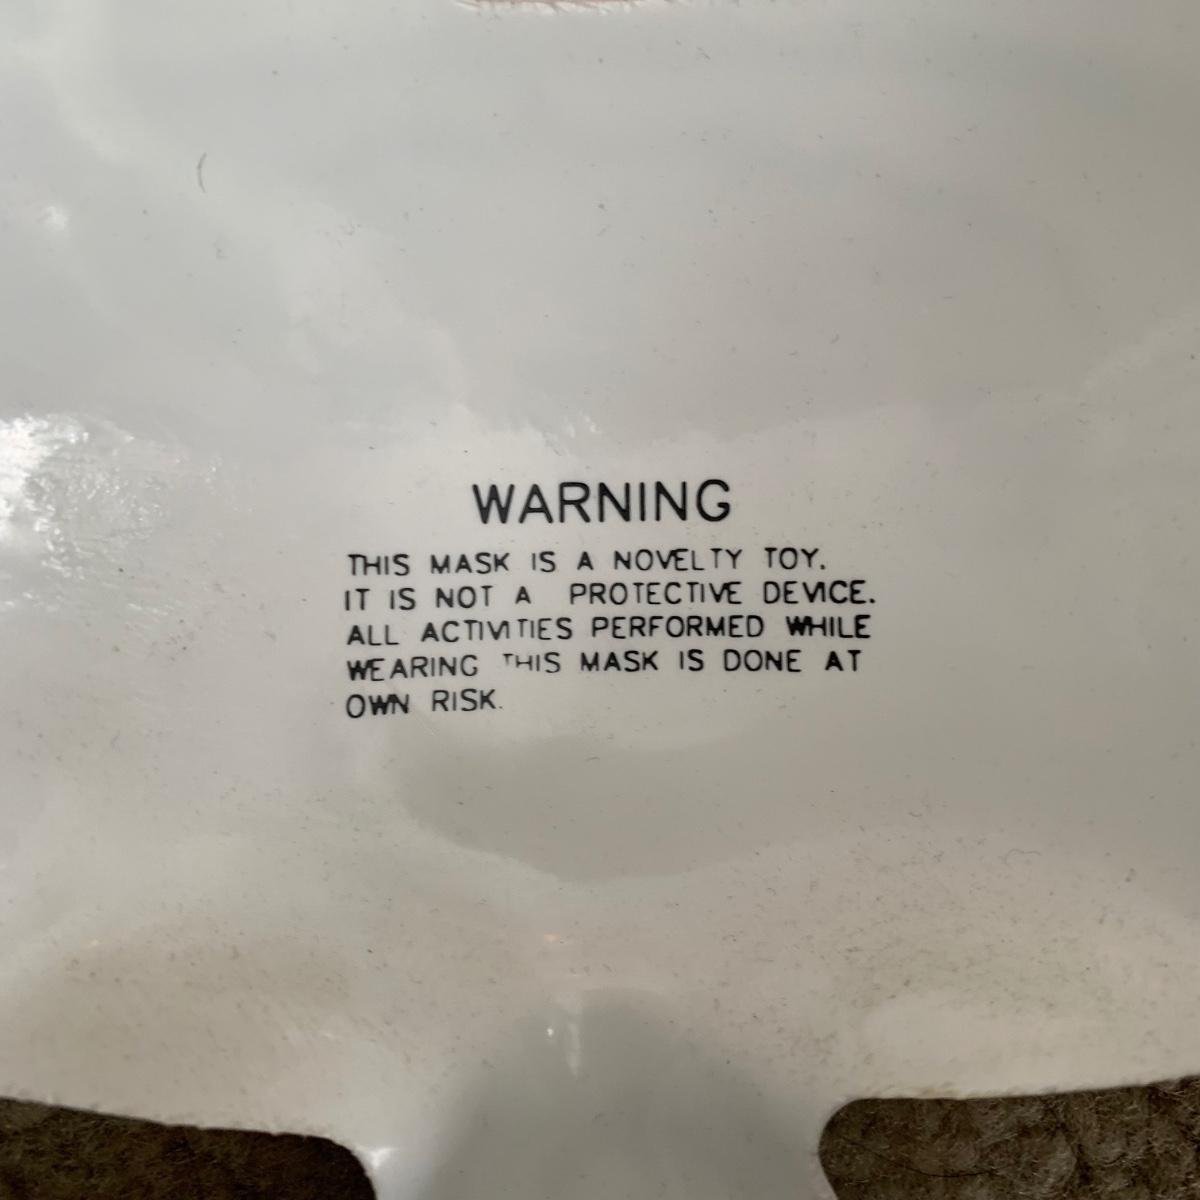 WARNING
THIS MASK IS A NOVELTY TOY.
IT IS NOT A PROTECTIVE DEVICE.
ALL ACTIVITIES PERFORMED WHILE
WEARING THIS MASK IS DONE AT
OWN RISK.